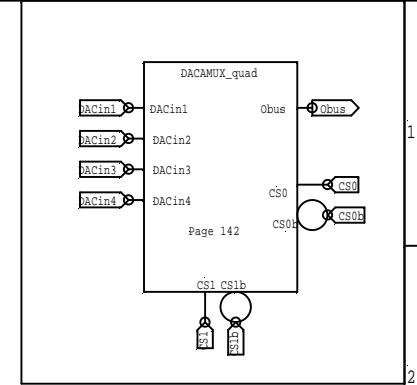 DACAMUX_quad
DACin1 DACin1 Obus Obus
1
DACin2 DACin2
DACin3 DACin3
CS0 CS0
DACin4 DACin4
CS0b CS0b
Page 142
CS1 CS1b
CS1 CS1b
2